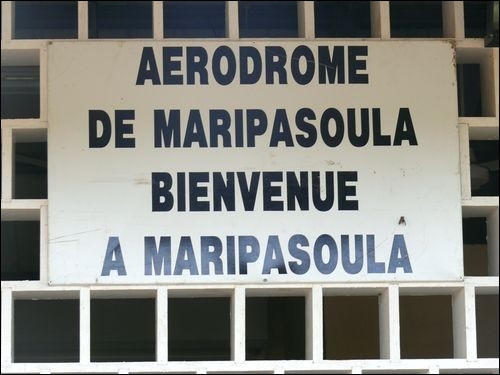 AERODROME
DE MARIPASOULA
BIENVENUE
A MARIPASOULA